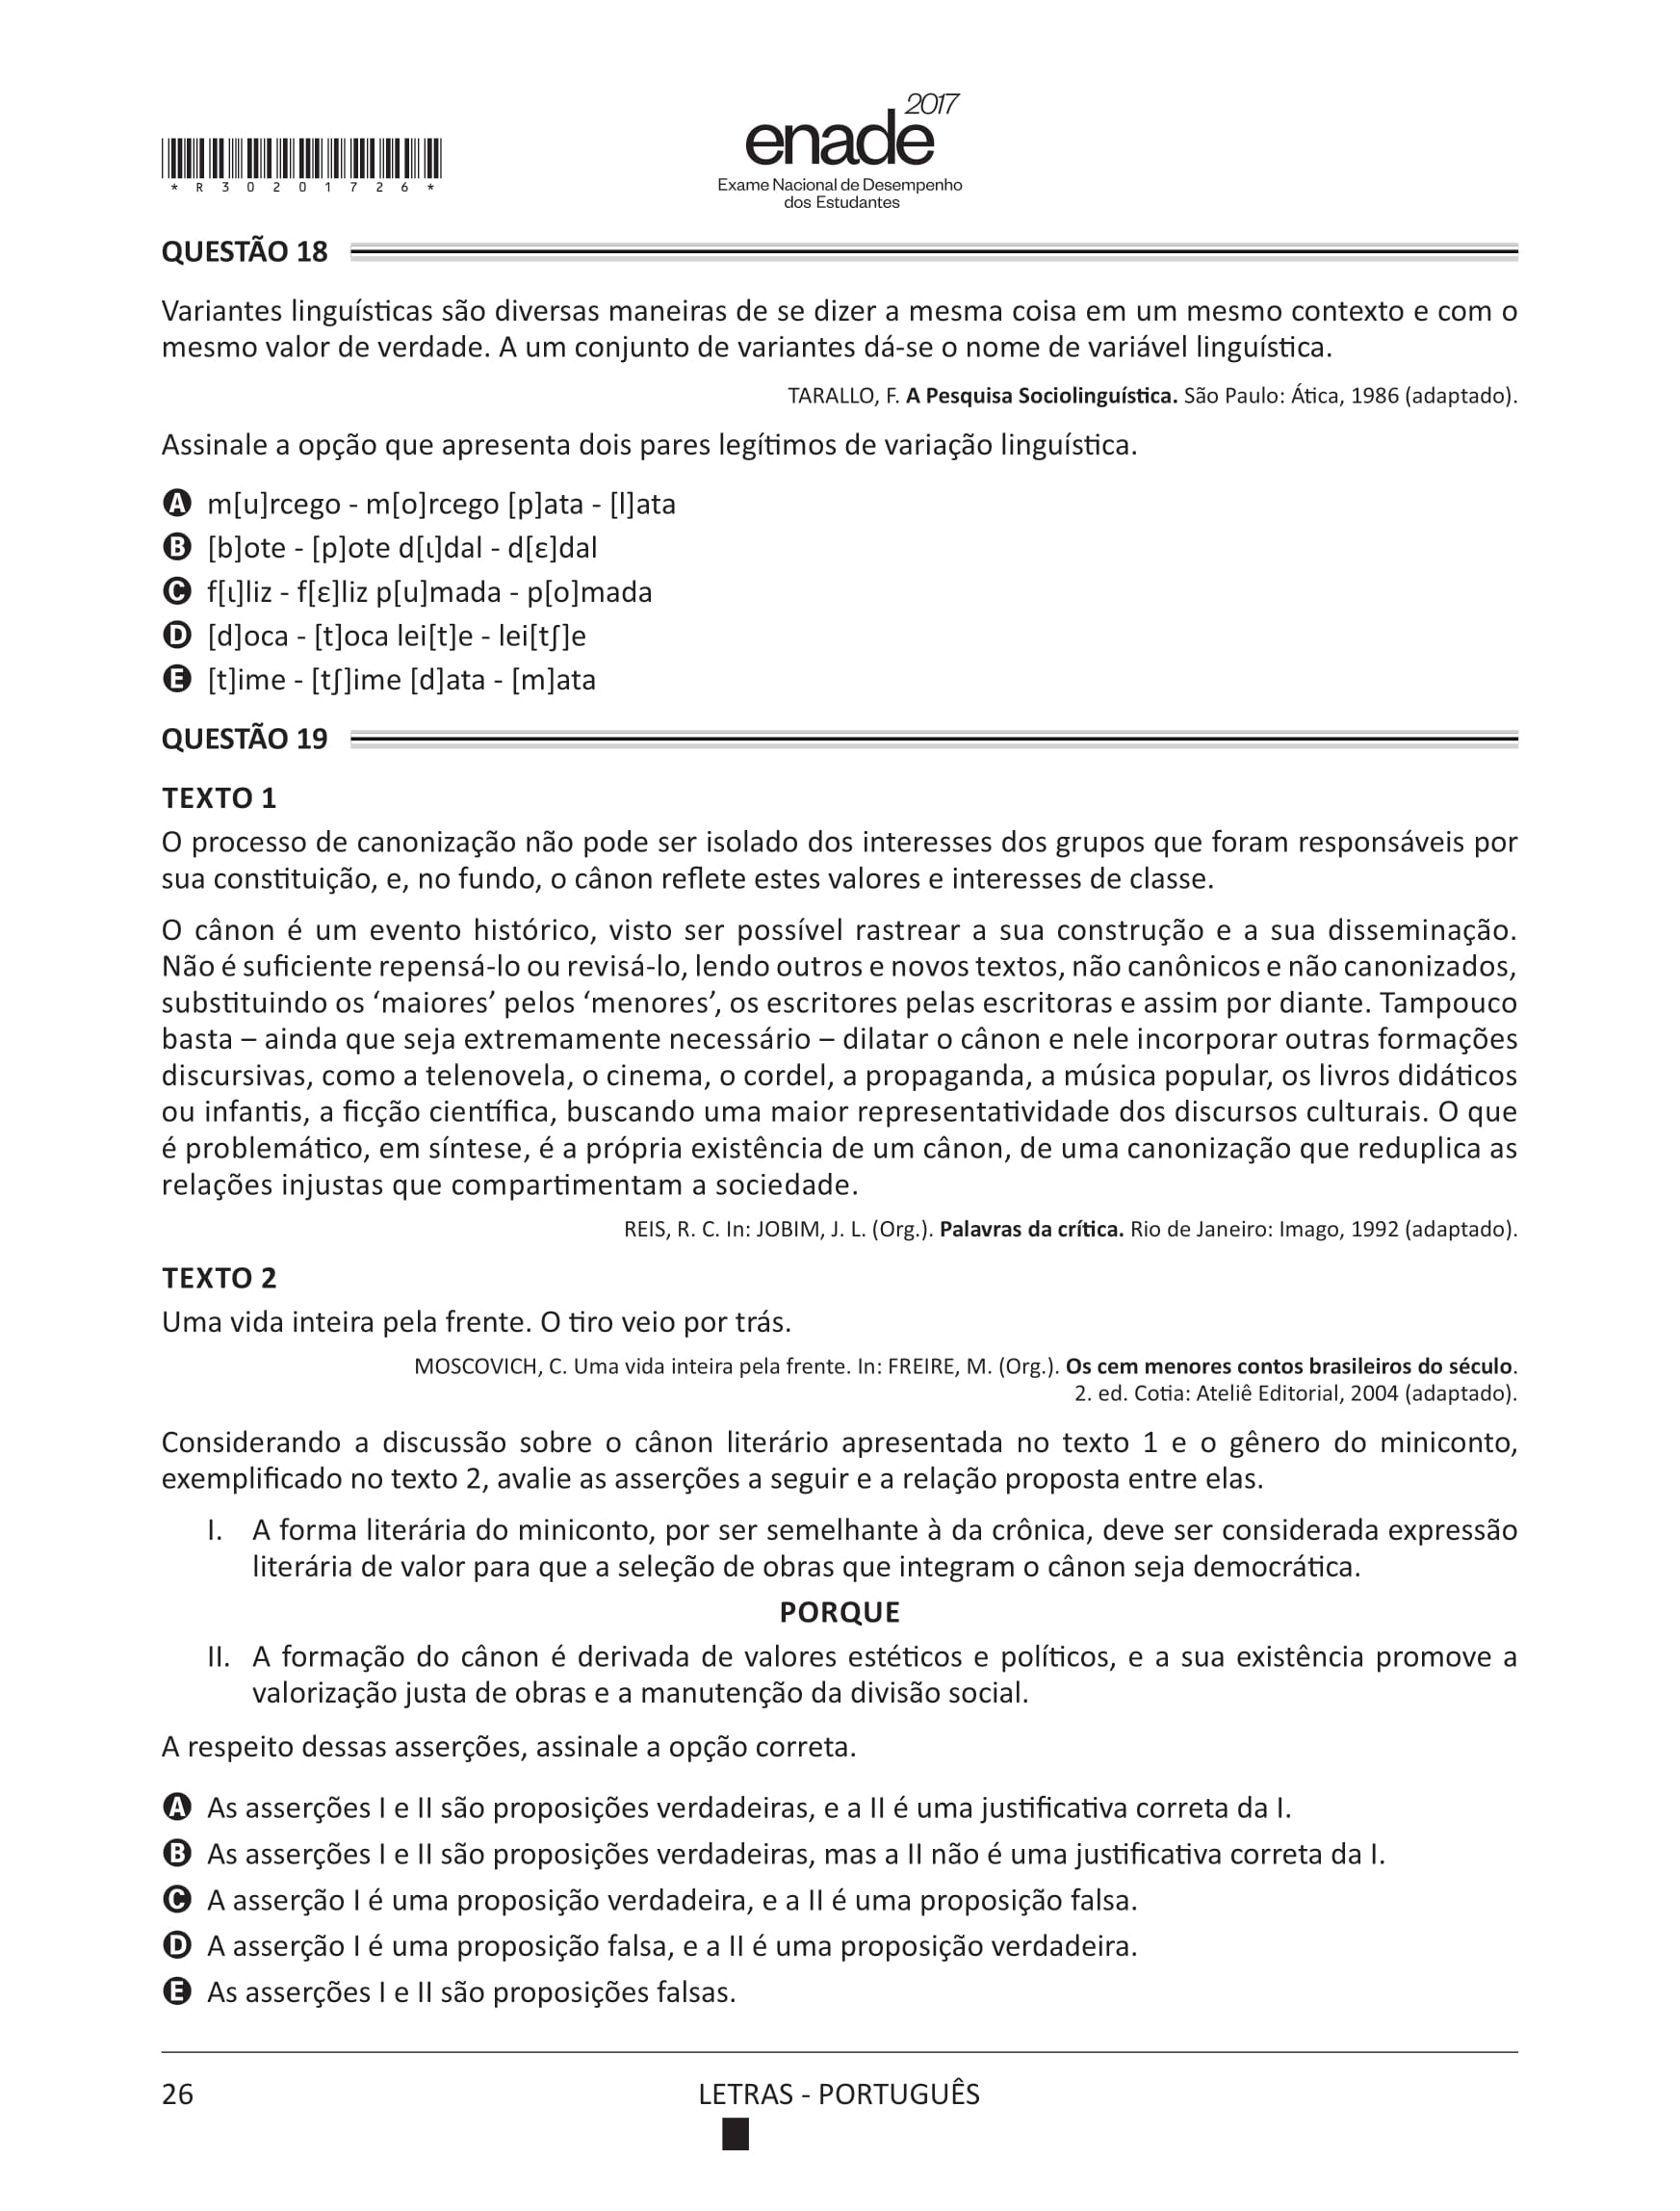 2017
enade
Exame Nacional de Desempenho
dos Estudantes
*R30201726*
QUESTÃO 18
Variantes linguísticas são diversas maneiras de se dizer a mesma coisa em um mesmo contexto e com o
mesmo valor de verdade. A um conjunto de variantes dá-se o nome de variável linguística.
TARALLO, F. A Pesquisa Sociolinguística. São Paulo: Ática, 1986 (adaptado).
Assinale a opção que apresenta dois pares legítimos de variação linguística.
A m[u]rcego - m[o]rcego [p]ata - [l]ata
B [b]ote - [p]ote d[ɩ]dal - d[ɛ]dal
C f[ɩ]liz - f[ɛ]liz p[u]mada - p[o]mada
D [d]oca - [t]oca lei[t]e - lei[tʃ]e
E [t]ime - [tʃ]ime [d]ata - [m]ata
QUESTÃO 19
TEXTO 1
O processo de canonização não pode ser isolado dos interesses dos grupos que foram responsáveis por
sua constituição, e, no fundo, o cânon reflete estes valores e interesses de classe.
O cânon é um evento histórico, visto ser possível rastrear a sua construção e a sua disseminação.
Não é suficiente repensá-lo ou revisá-lo, lendo outros e novos textos, não canônicos e não canonizados,
substituindo os ‘maiores’ pelos ‘menores’, os escritores pelas escritoras e assim por diante. Tampouco
basta – ainda que seja extremamente necessário – dilatar o cânon e nele incorporar outras formações
discursivas, como a telenovela, o cinema, o cordel, a propaganda, a música popular, os livros didáticos
ou infantis, a ficção científica, buscando uma maior representatividade dos discursos culturais. O que
é problemático, em síntese, é a própria existência de um cânon, de uma canonização que reduplica as
relações injustas que compartimentam a sociedade.
REIS, R. C. In: JOBIM, J. L. (Org.). Palavras da crítica. Rio de Janeiro: Imago, 1992 (adaptado).
TEXTO 2
Uma vida inteira pela frente. O tiro veio por trás.
MOSCOVICH, C. Uma vida inteira pela frente. In: FREIRE, M. (Org.). Os cem menores contos brasileiros do século.
2. ed. Cotia: Ateliê Editorial, 2004 (adaptado).
Considerando a discussão sobre o cânon literário apresentada no texto 1 e o gênero do miniconto,
exemplificado no texto 2, avalie as asserções a seguir e a relação proposta entre elas.
I. A forma literária do miniconto, por ser semelhante à da crônica, deve ser considerada expressão
literária de valor para que a seleção de obras que integram o cânon seja democrática.
PORQUE
II. A formação do cânon é derivada de valores estéticos e políticos, e a sua existência promove a
valorização justa de obras e a manutenção da divisão social.
A respeito dessas asserções, assinale a opção correta.
A As asserções I e II são proposições verdadeiras, e a II é uma justificativa correta da I.
B As asserções I e II são proposições verdadeiras, mas a II não é uma justificativa correta da I.
C A asserção I é uma proposição verdadeira, e a II é uma proposição falsa.
D A asserção I é uma proposição falsa, e a II é uma proposição verdadeira.
E As asserções I e II são proposições falsas.
26
LETRAS - PORTUGUÊS